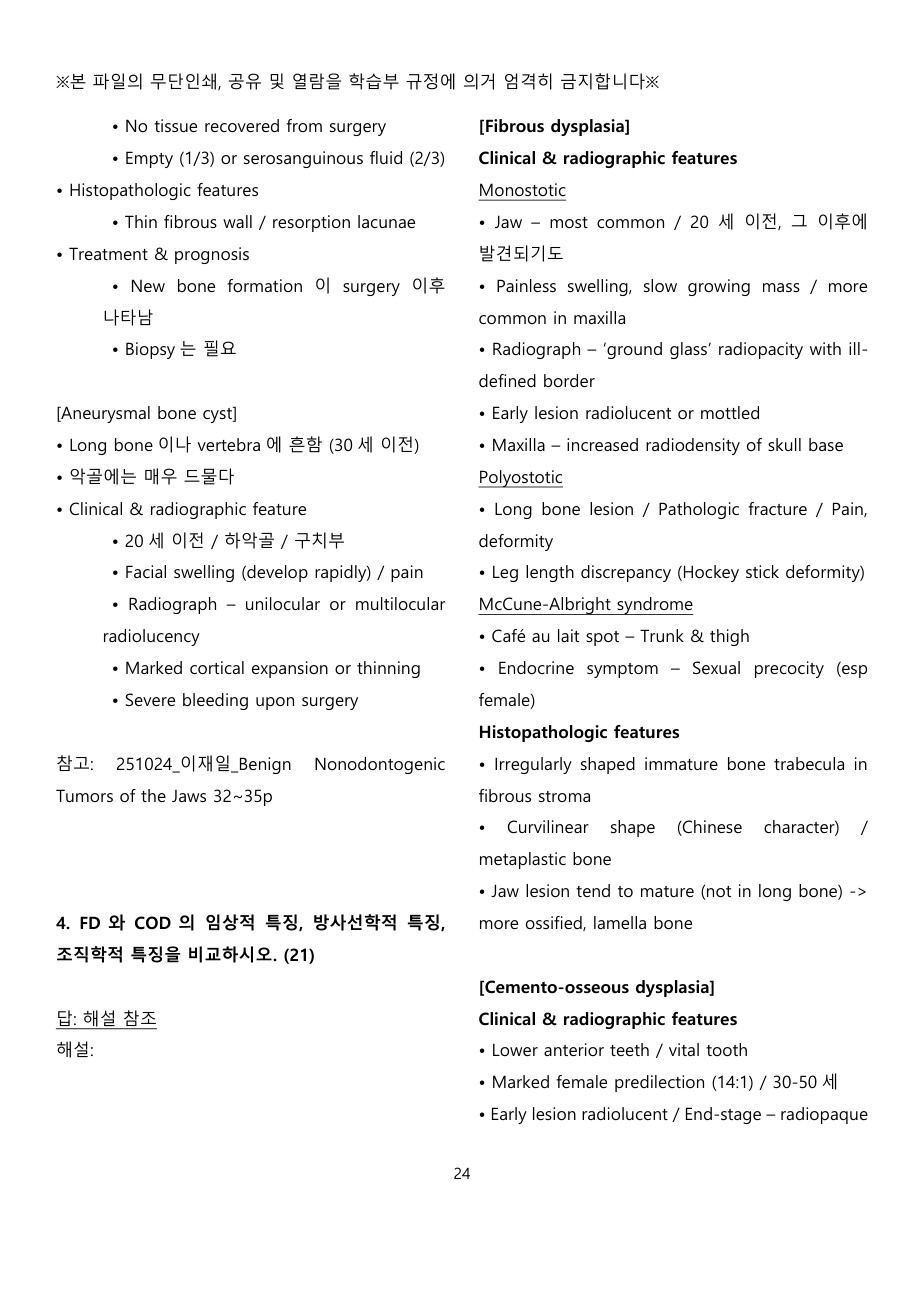 ※본 파일의 무단인쇄, 공유 및 열람을 학습부 규정에 의거 엄격히 금지합니다※
• No tissue recovered from surgery
• Empty (1/3) or serosanguinous fluid (2/3)
• Histopathologic features
• Thin fibrous wall / resorption lacunae
• Treatment & prognosis
• New bone formation 이 surgery 이후
나타남
• Biopsy 는 필요
[Aneurysmal bone cyst]
• Long bone 이나 vertebra 에 흔함 (30 세 이전)
• 악골에는 매우 드물다
• Clinical & radiographic feature
• 20 세 이전 / 하악골 / 구치부
• Facial swelling (develop rapidly) / pain
• Radiograph – unilocular or multilocular
radiolucency
• Marked cortical expansion or thinning
• Severe bleeding upon surgery
참고: 251024_이재일_Benign Nonodontogenic
Tumors of the Jaws 32~35p
4. FD 와 COD 의 임상적 특징, 방사선학적 특징,
조직학적 특징을 비교하시오. (21)
답: 해설 참조
해설:
[Fibrous dysplasia]
Clinical & radiographic features
Monostotic
• Jaw – most common / 20 세 이전, 그 이후에
발견되기도
• Painless swelling, slow growing mass / more
common in maxilla
• Radiograph – ‘ground glass’ radiopacity with ill-
defined border
• Early lesion radiolucent or mottled
• Maxilla – increased radiodensity of skull base
Polyostotic
• Long bone lesion / Pathologic fracture / Pain,
deformity
• Leg length discrepancy (Hockey stick deformity)
McCune-Albright syndrome
• Café au lait spot – Trunk & thigh
• Endocrine symptom – Sexual precocity (esp
female)
Histopathologic features
• Irregularly shaped immature bone trabecula in
fibrous stroma
• Curvilinear shape (Chinese character) /
metaplastic bone
• Jaw lesion tend to mature (not in long bone) ->
more ossified, lamella bone
[Cemento-osseous dysplasia]
Clinical & radiographic features
• Lower anterior teeth / vital tooth
• Marked female predilection (14:1) / 30-50 세
• Early lesion radiolucent / End-stage – radiopaque
24